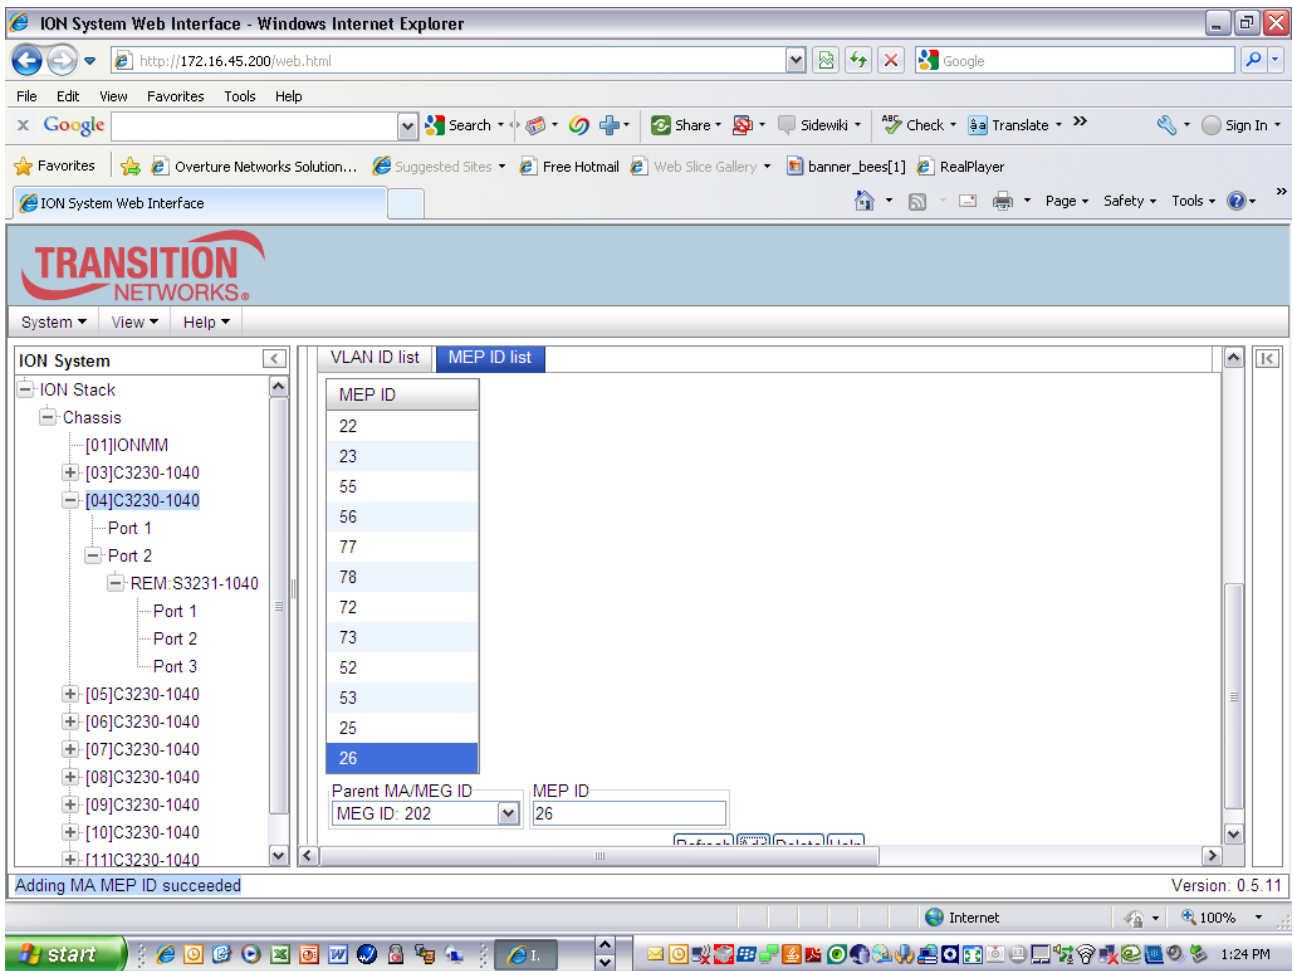 ION System Web Interface - Windows Internet Explorer
http://172.16.45.200/web.html
Google
File Edit View Favorites Tools Help
x Google Search Share Sidewiki Check Translate Sign In
Favorites Overture Networks Solution... Suggested Sites Free Hotmail Web Slice Gallery banner_bees[1] RealPlayer
ION System Web Interface
Page Safety Tools
TRANSITION
NETWORKS®
System View Help
ION System
VLAN ID list MEP ID list
ION Stack
Chassis
[01]IONMM
[03]C3230-1040
[04]C3230-1040
Port 1
Port 2
REM:S3231-1040
Port 1
Port 2
Port 3
[05]C3230-1040
[06]C3230-1040
[07]C3230-1040
[08]C3230-1040
[09]C3230-1040
[10]C3230-1040
[11]C3230-1040
MEP ID
22
23
55
56
77
78
72
73
52
53
25
26
Parent MA/MEG ID MEP ID
MEG ID: 202 26
Refresh Add Delete Help
Adding MA MEP ID succeeded Version: 0.5.11
Internet 100%
start I. 1:24 PM